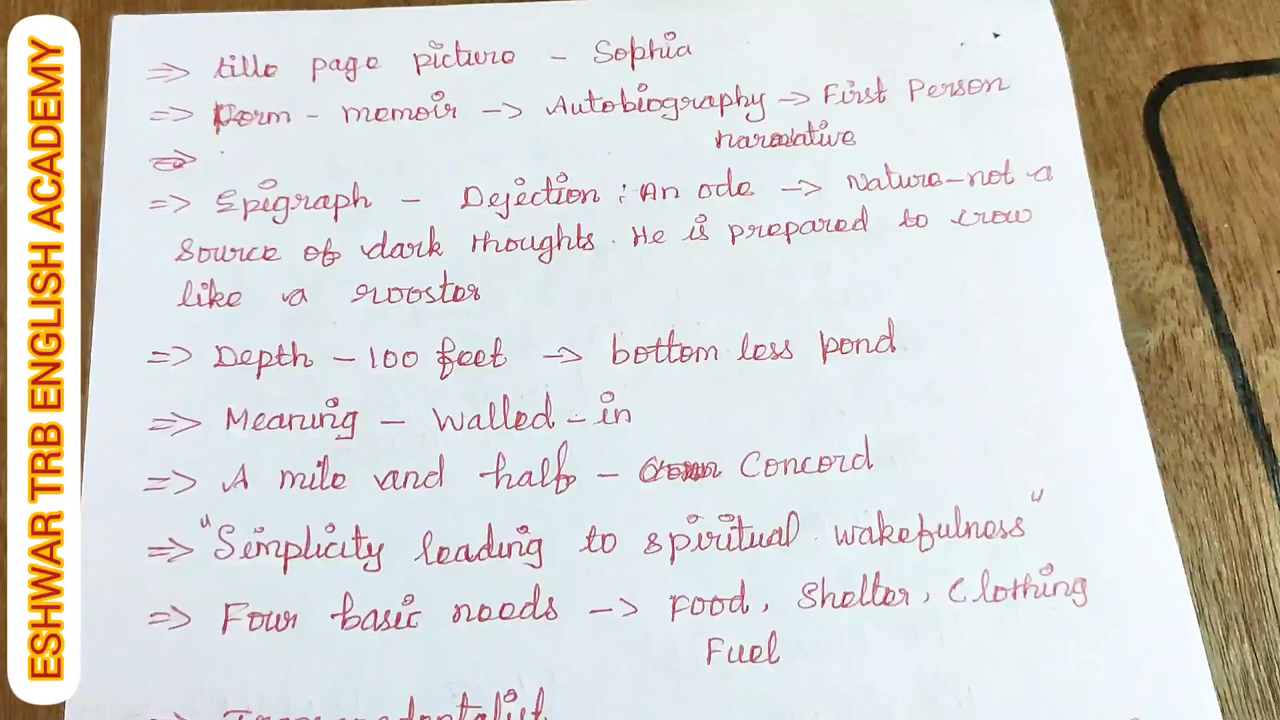 ESHWAR TRB ENGLISH ACADEMY
⇒ title page picture - Sophia
⇒ Form - memoir → Autobiography → First Person
narrative
⇒
⇒ Epigraph - Dejection : An ode → Nature-not a
source of dark thoughts. He is prepared to crow
like a rooster
⇒ Depth - 100 feet → bottom less pond
⇒ Meaning - Walled-in
⇒ A mile and half - Concord
⇒ "Simplicity leading to spiritual wakefulness"
⇒ Four basic needs → Food, Shelter, Clothing
Fuel
⇒ Transcendentalist